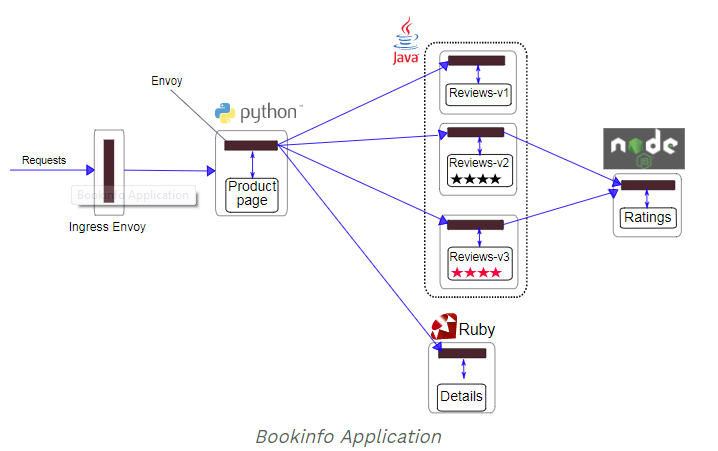 Java
Envoy
python™
Reviews-v1
node
JS
Requests
Reviews-v2
Product
page
Bookinfo Application
Ratings
Ingress Envoy
Reviews-v3
Ruby
Details
Bookinfo Application